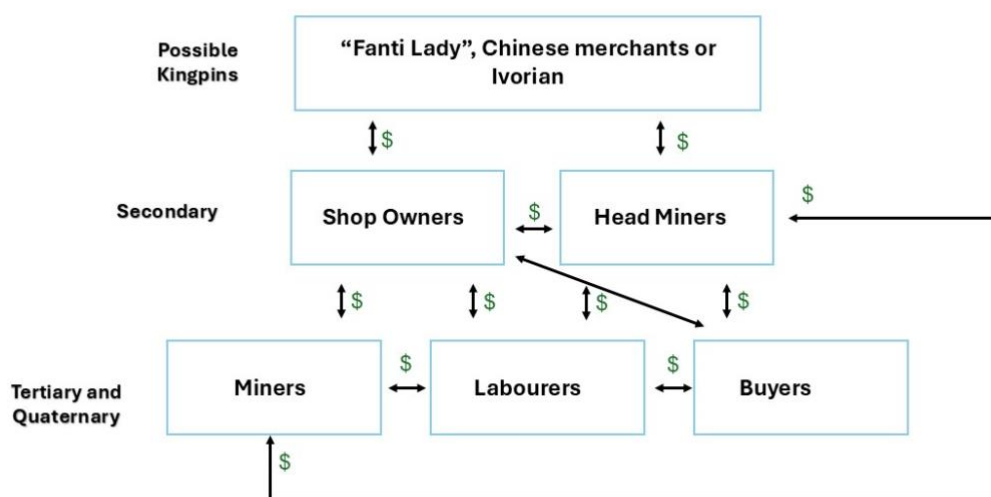 Possible
Kingpins
“Fanti Lady”, Chinese merchants or
Ivorian
$
$
Secondary
Shop Owners
$
Head Miners
$
$
$
$
$
Tertiary and
Quaternary
Miners
$
Labourers
$
Buyers
$